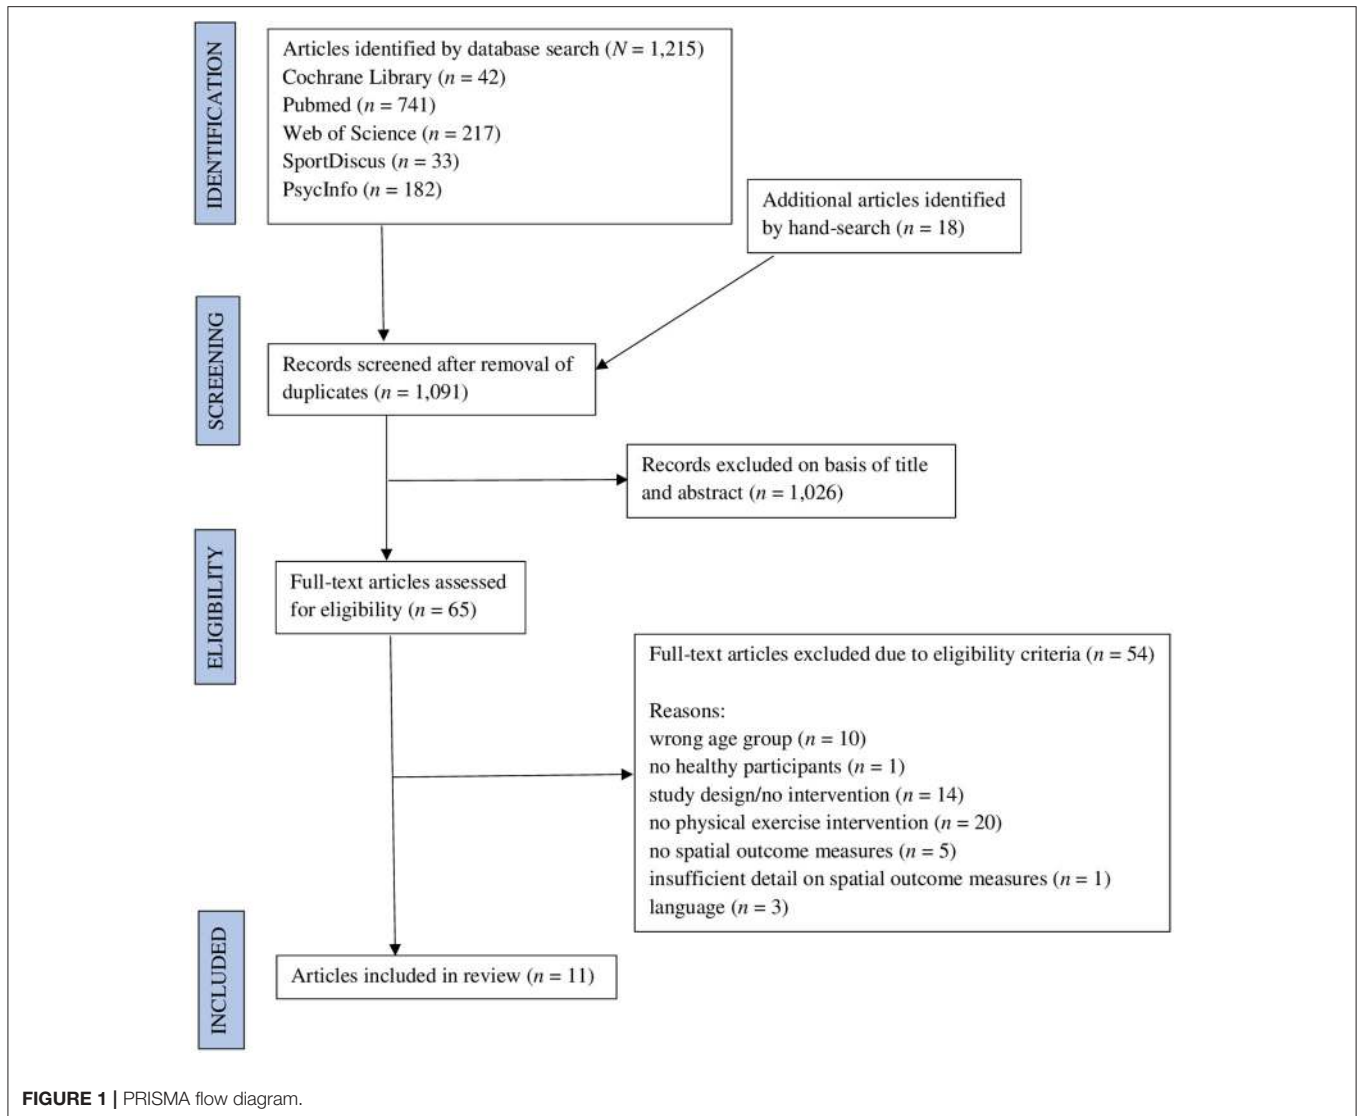 IDENTIFICATION
Articles identified by database search (N = 1,215)
Cochrane Library (n = 42)
Pubmed (n = 741)
Web of Science (n = 217)
SportDiscus (n = 33)
PsycInfo (n = 182)
Additional articles identified
by hand-search (n = 18)
SCREENING
Records screened after removal of
duplicates (n = 1,091)
Records excluded on basis of title
and abstract (n = 1,026)
ELIGIBILITY
Full-text articles assessed
for eligibility (n = 65)
Full-text articles excluded due to eligibility criteria (n = 54)
Reasons:
wrong age group (n = 10)
no healthy participants (n = 1)
study design/no intervention (n = 14)
no physical exercise intervention (n = 20)
no spatial outcome measures (n = 5)
insufficient detail on spatial outcome measures (n = 1)
language (n = 3)
INCLUDED
Articles included in review (n = 11)
FIGURE 1 | PRISMA flow diagram.